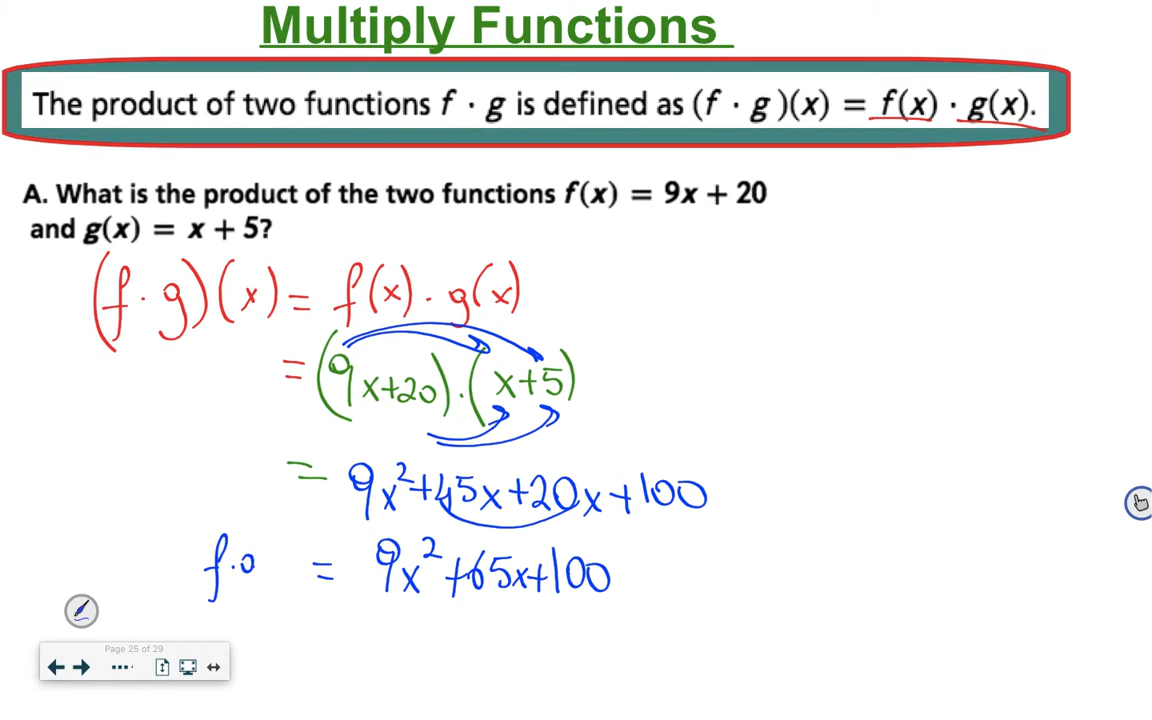 Multiply Functions
The product of two functions f · g is defined as (f · g )(x) = f(x) · g(x).
A. What is the product of the two functions f(x) = 9x + 20
and g(x) = x + 5?
(f · g)(x) = f(x) · g(x)
= (9x+20) · (x+5)
= 9x²+45x+20x+100
f· = 9x²+65x+100
Page 25 of 29